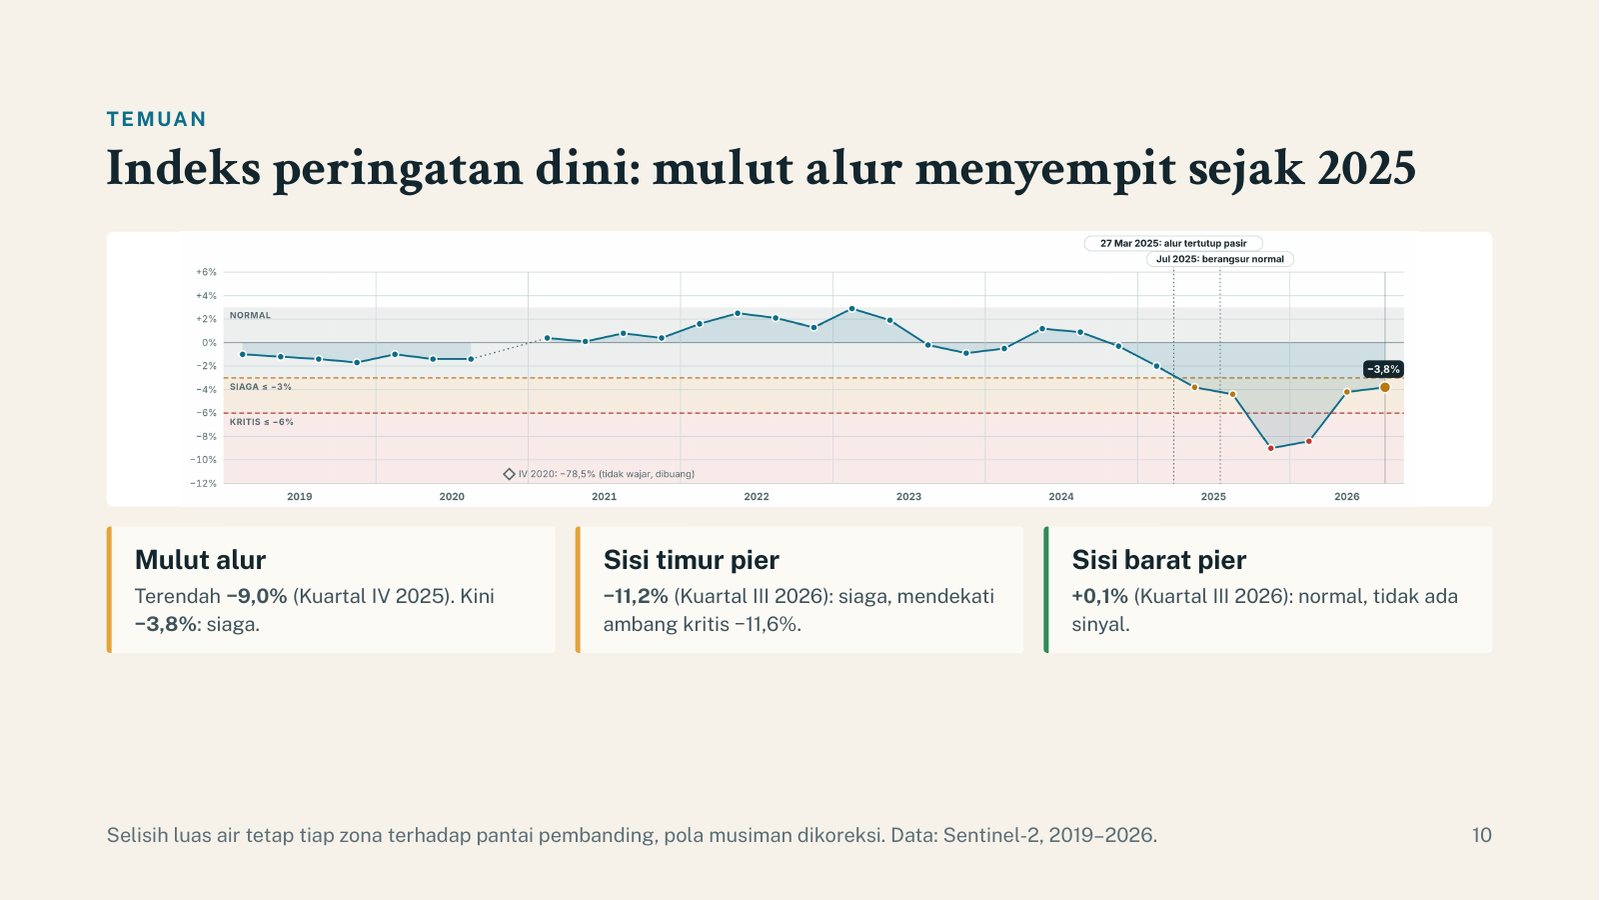 TEMUAN
Indeks peringatan dini: mulut alur menyempit sejak 2025
27 Mar 2025: alur tertutup pasir
Jul 2025: berangsur normal
+6%
+4%
+2%
0%
−2%
−4%
−6%
−8%
−10%
−12%
NORMAL
SIAGA ≤ −3%
KRITIS ≤ −6%
−3,8%
IV 2020: −78,5% (tidak wajar, dibuang)
2019 2020 2021 2022 2023 2024 2025 2026
Mulut alur
Terendah −9,0% (Kuartal IV 2025). Kini
−3,8%: siaga.
Sisi timur pier
−11,2% (Kuartal III 2026): siaga, mendekati
ambang kritis −11,6%.
Sisi barat pier
+0,1% (Kuartal III 2026): normal, tidak ada
sinyal.
Selisih luas air tetap tiap zona terhadap pantai pembanding, pola musiman dikoreksi. Data: Sentinel-2, 2019–2026.
10